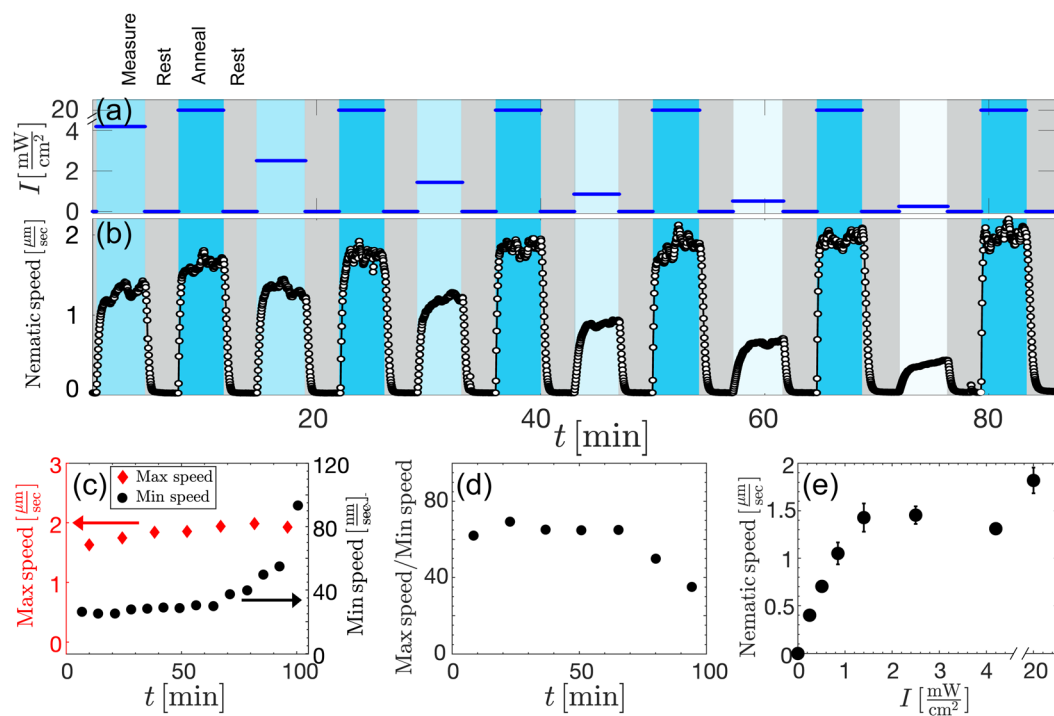 Measure
Rest
Anneal
Rest
(a)
20
4
2
0
I [mW/cm²]
(b)
2
1
0
Nematic speed [μm/sec]
20 40 60 80
t [min]
(c)
3
2
1
0
Max speed [μm/sec]
Max speed
Min speed
120
80
40
0
Min speed [nm/sec]
0 50 100
t [min]
(d)
80
40
0
Max speed/Min speed
0 50 100
t [min]
(e)
2
1.5
1
0.5
0
Nematic speed [μm/sec]
0 1 2 3 4 20
I [mW/cm²]